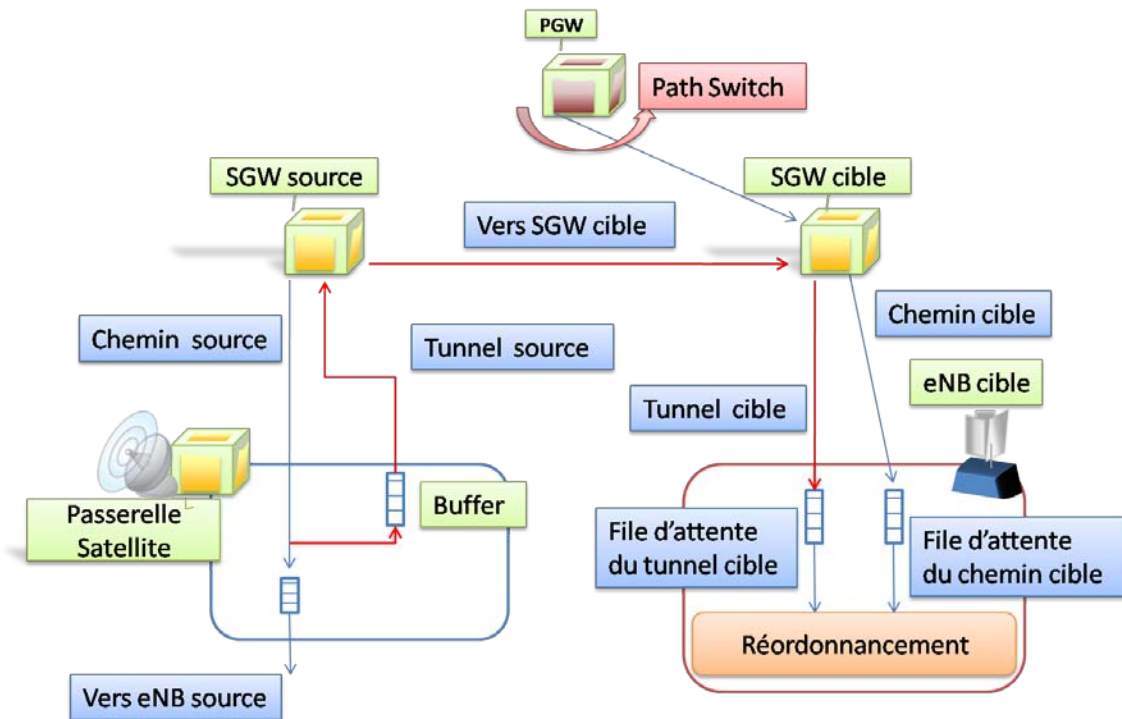 PGW
Path Switch
SGW source
SGW cible
Vers SGW cible
Chemin source
Tunnel source
Chemin cible
eNB cible
Tunnel cible
Passerelle
Satellite
Buffer
File d'attente
du tunnel cible
File d'attente
du chemin cible
Réordonnancement
Vers eNB source